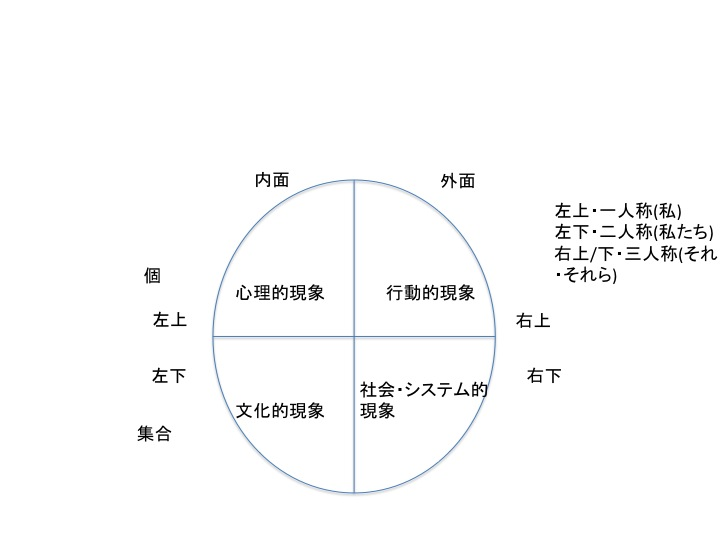 内面
外面
左上・一人称(私)
左下・二人称(私たち)
右上/下・三人称(それ
・それら)
個
心理的現象
行動的現象
左上
右上
左下
右下
社会・システム的
現象
文化的現象
集合